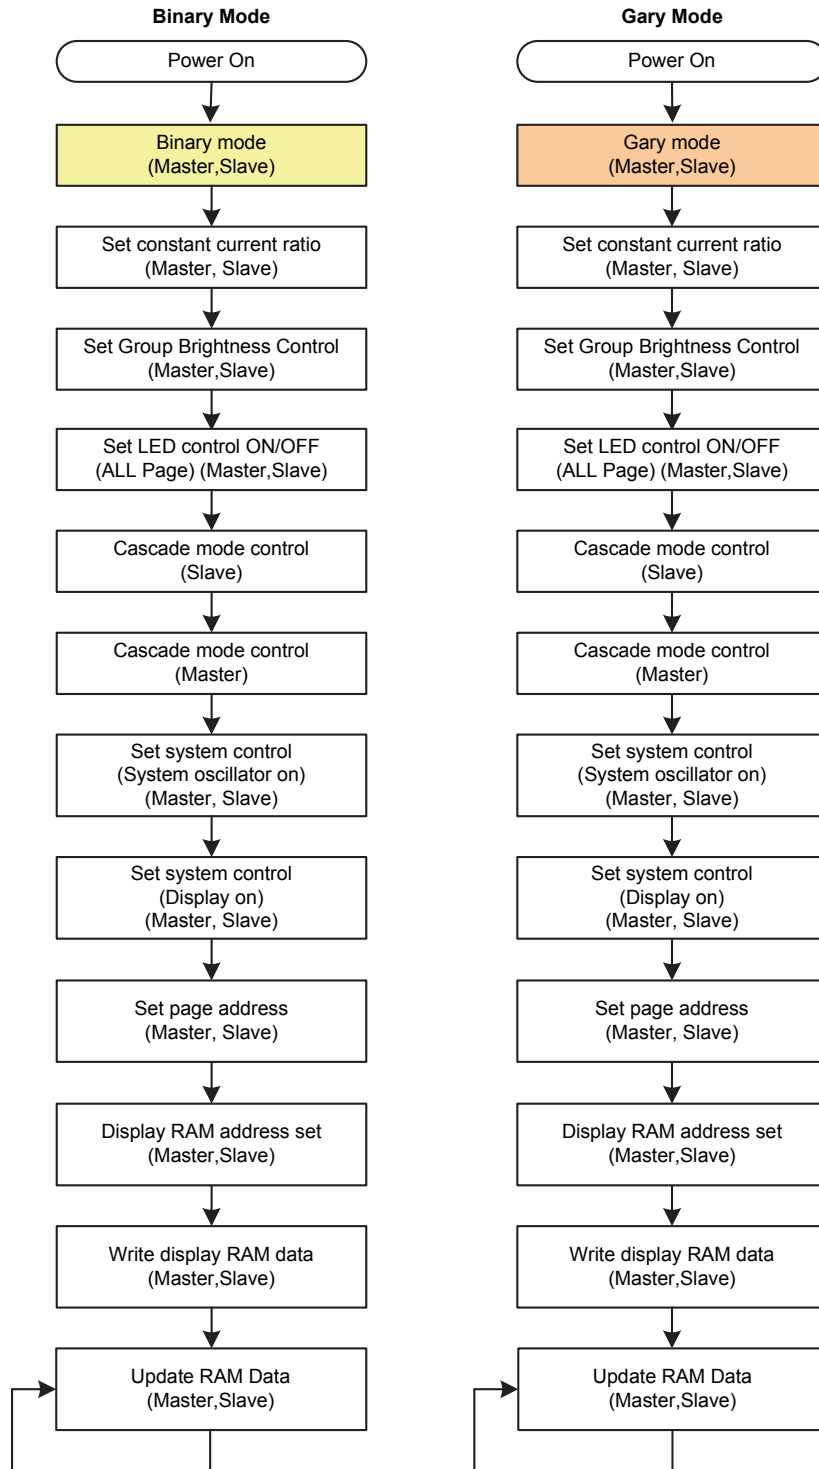 Binary Mode
Power On
Binary mode
(Master,Slave)
Set constant current ratio
(Master, Slave)
Set Group Brightness Control
(Master,Slave)
Set LED control ON/OFF
(ALL Page) (Master,Slave)
Cascade mode control
(Slave)
Cascade mode control
(Master)
Set system control
(System oscillator on)
(Master, Slave)
Set system control
(Display on)
(Master, Slave)
Set page address
(Master, Slave)
Display RAM address set
(Master,Slave)
Write display RAM data
(Master,Slave)
Update RAM Data
(Master,Slave)
Gary Mode
Power On
Gary mode
(Master,Slave)
Set constant current ratio
(Master, Slave)
Set Group Brightness Control
(Master,Slave)
Set LED control ON/OFF
(ALL Page) (Master,Slave)
Cascade mode control
(Slave)
Cascade mode control
(Master)
Set system control
(System oscillator on)
(Master, Slave)
Set system control
(Display on)
(Master, Slave)
Set page address
(Master, Slave)
Display RAM address set
(Master,Slave)
Write display RAM data
(Master,Slave)
Update RAM Data
(Master,Slave)